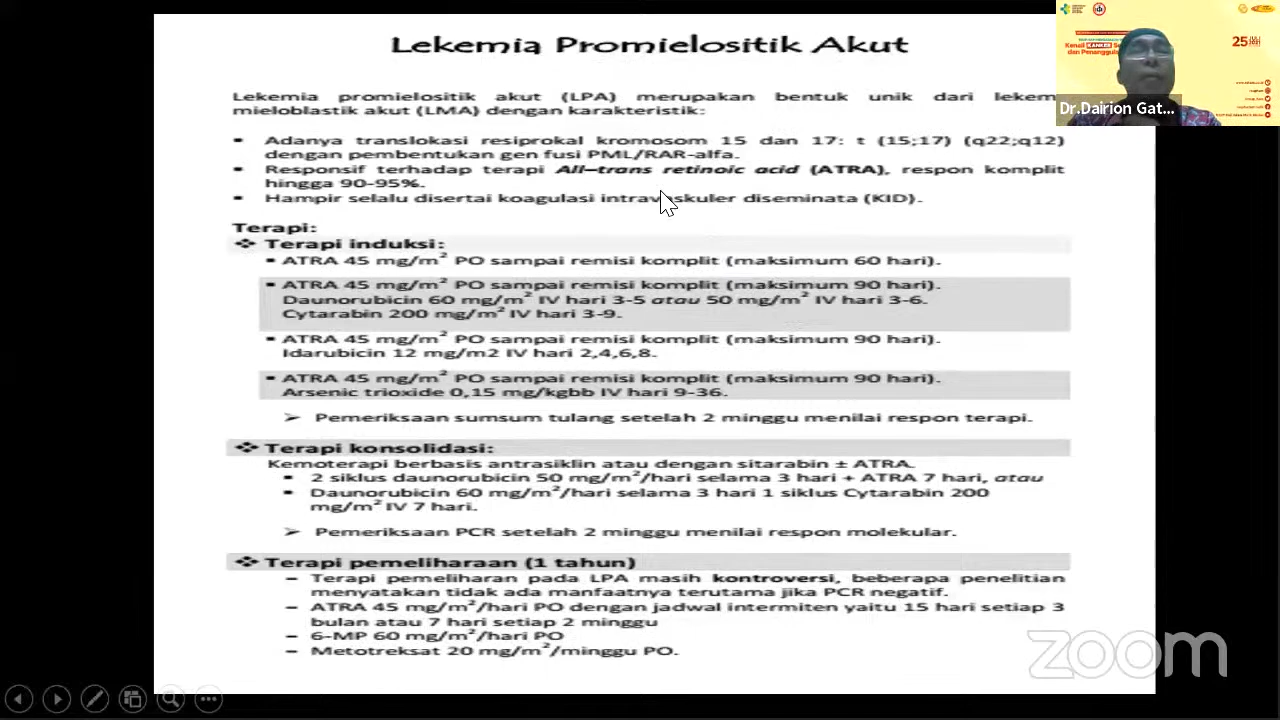 Lekemia Promielositik Akut
Lekemia promielositik akut (LPA) merupakan bentuk unik dari lekem
mieloblastik akut (LMA) dengan karakteristik:
▪ Adanya translokasi resiprokal kromosom 15 dan 17: t (15;17) (q22;q12)
dengan pembentukan gen fusi PML/RAR-alfa.
▪ Responsif terhadap terapi All–trans retinoic acid (ATRA), respon komplit
hingga 90-95%.
▪ Hampir selalu disertai koagulasi intravaskuler diseminata (KID).
Terapi:
❖ Terapi induksi:
▪ ATRA 45 mg/m² PO sampai remisi komplit (maksimum 60 hari).
▪ ATRA 45 mg/m² PO sampai remisi komplit (maksimum 90 hari).
Daunorubicin 60 mg/m² IV hari 3-5 atau 50 mg/m² IV hari 3-6.
Cytarabin 200 mg/m² IV hari 3-9.
▪ ATRA 45 mg/m² PO sampai remisi komplit (maksimum 90 hari).
Idarubicin 12 mg/m2 IV hari 2,4,6,8.
▪ ATRA 45 mg/m² PO sampai remisi komplit (maksimum 90 hari).
Arsenic trioxide 0,15 mg/kgbb IV hari 9-36.
➢ Pemeriksaan sumsum tulang setelah 2 minggu menilai respon terapi.
❖ Terapi konsolidasi:
Kemoterapi berbasis antrasiklin atau dengan sitarabin ± ATRA.
▪ 2 siklus daunorubicin 50 mg/m²/hari selama 3 hari + ATRA 7 hari, atau
▪ Daunorubicin 60 mg/m²/hari selama 3 hari 1 siklus Cytarabin 200
mg/m² IV 7 hari.
➢ Pemeriksaan PCR setelah 2 minggu menilai respon molekular.
❖ Terapi pemeliharaan (1 tahun)
– Terapi pemeliharan pada LPA masih kontroversi, beberapa penelitian
menyatakan tidak ada manfaatnya terutama jika PCR negatif.
– ATRA 45 mg/m²/hari PO dengan jadwal intermiten yaitu 15 hari setiap 3
bulan atau 7 hari setiap 2 minggu
– 6-MP 60 mg/m²/hari PO
– Metotreksat 20 mg/m²/minggu PO.
Kenali KANKER
dan Penanggula
25
Dr.Dairion Gat...
zoom